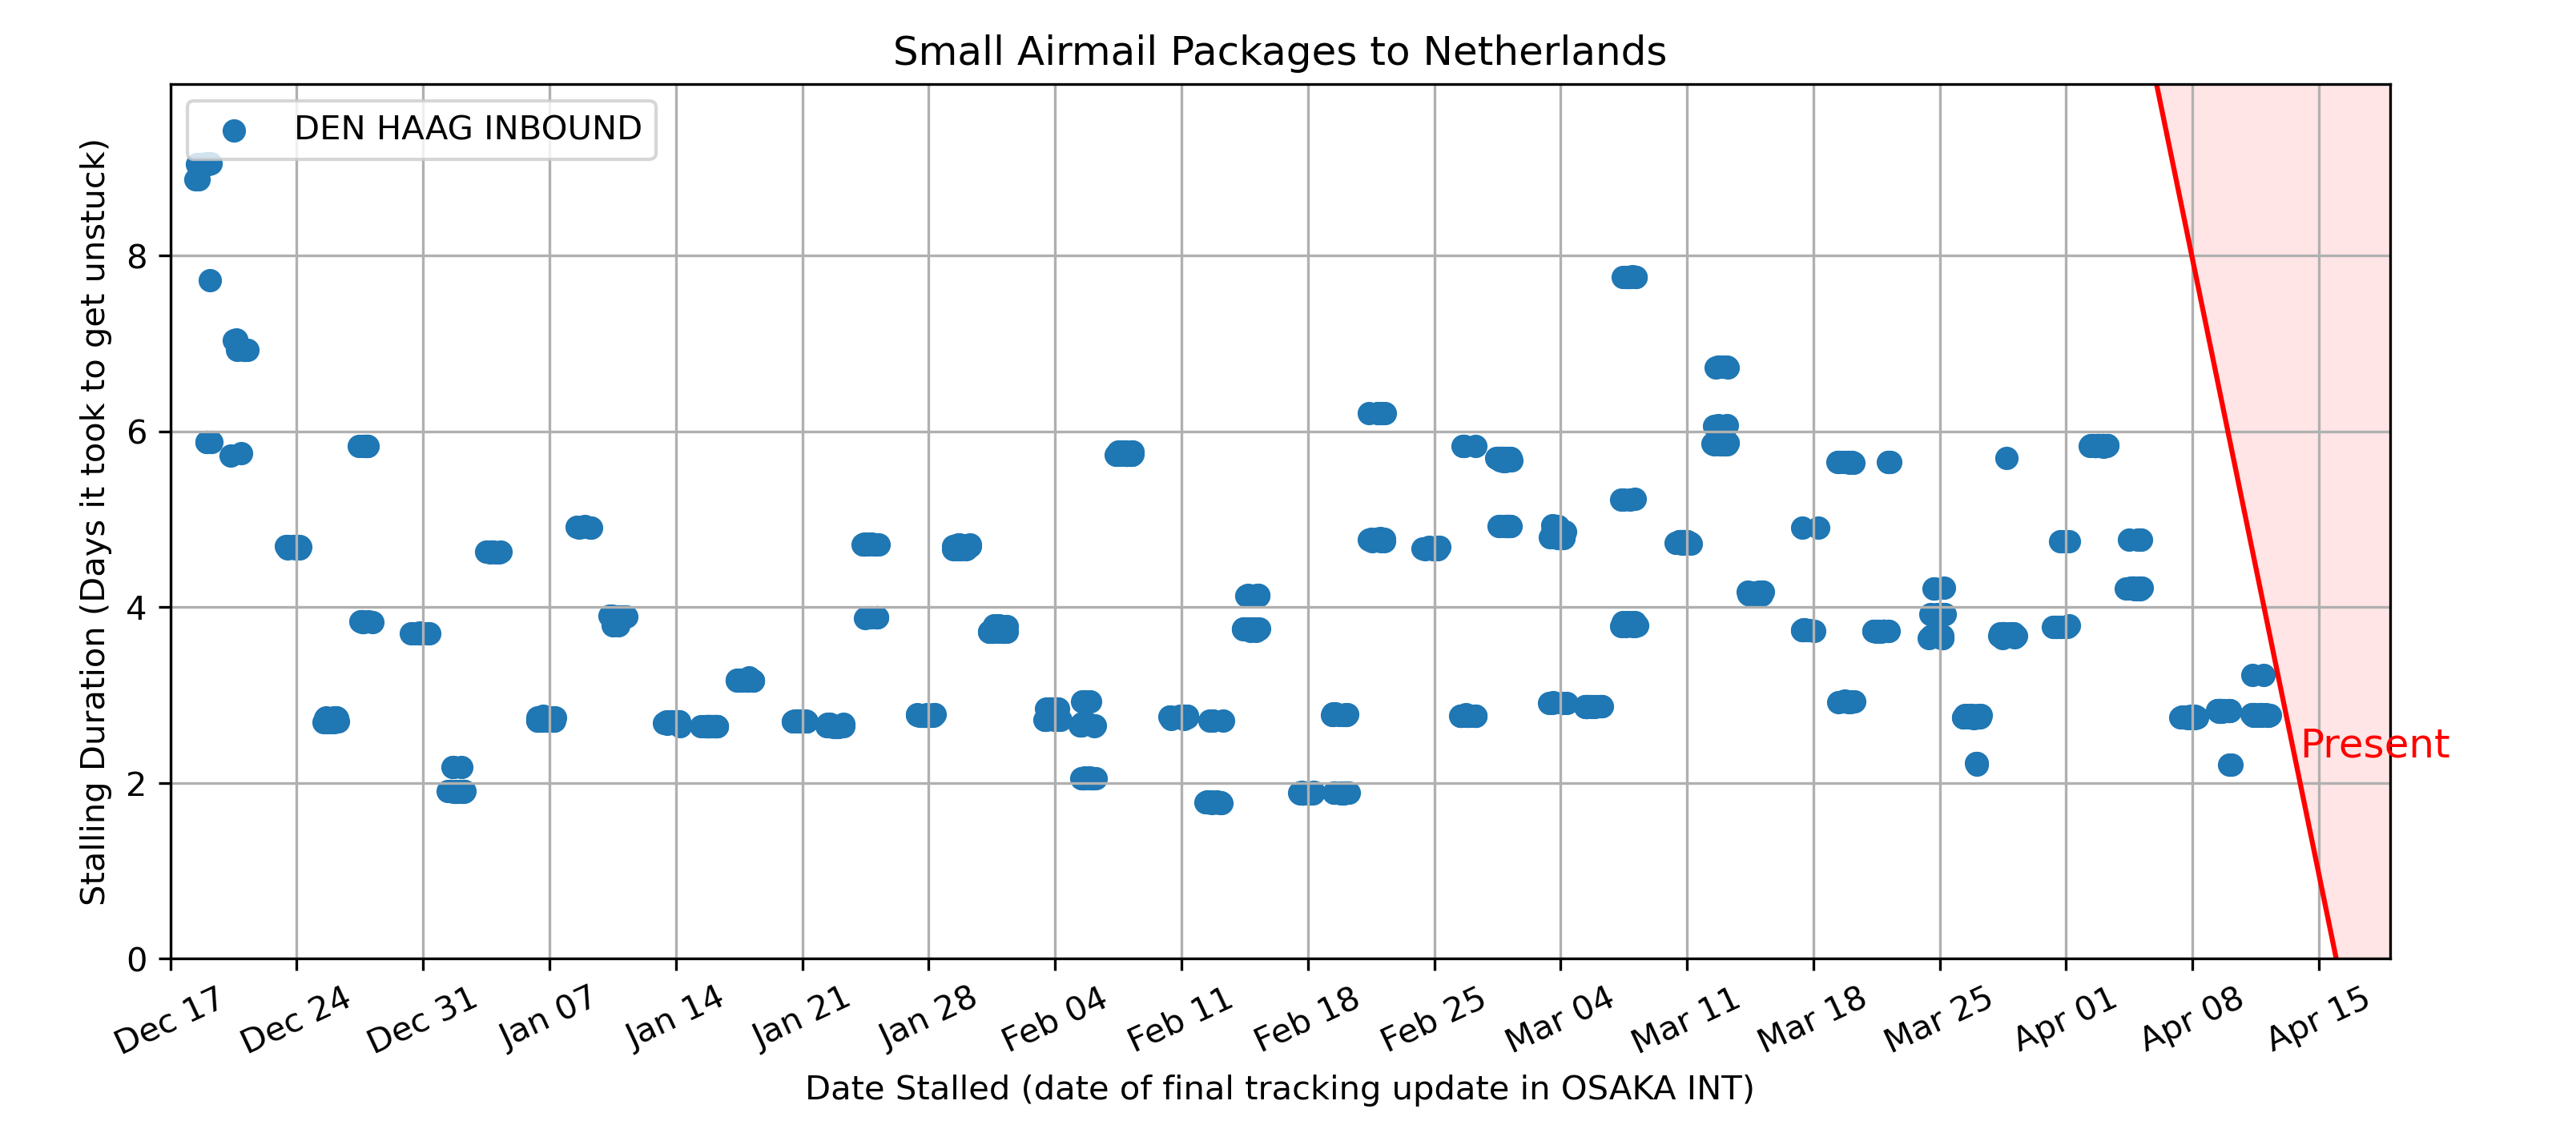 Small Airmail Packages to Netherlands
DEN HAAG INBOUND
Stalling Duration (Days it took to get unstuck)
8
6
4
2
0
Present
Dec 17
Dec 24
Dec 31
Jan 07
Jan 14
Jan 21
Jan 28
Feb 04
Feb 11
Feb 18
Feb 25
Mar 04
Mar 11
Mar 18
Mar 25
Apr 01
Apr 08
Apr 15
Date Stalled (date of final tracking update in OSAKA INT)